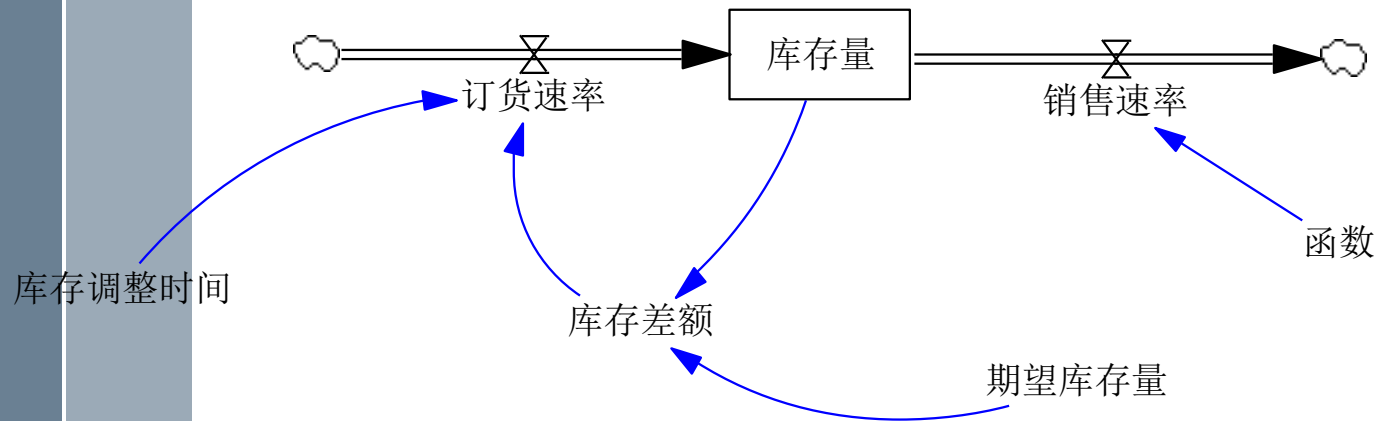 库存量
订货速率
销售速率
函数
库存调整时间
库存差额
期望库存量